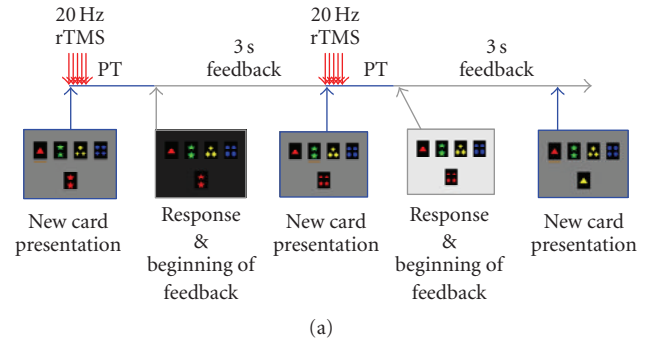 20 Hz
rTMS
PT
3 s
feedback
20 Hz
rTMS
PT
3 s
feedback
New card
presentation
Response
&
beginning of
feedback
New card
presentation
Response
&
beginning of
feedback
New card
presentation
(a)